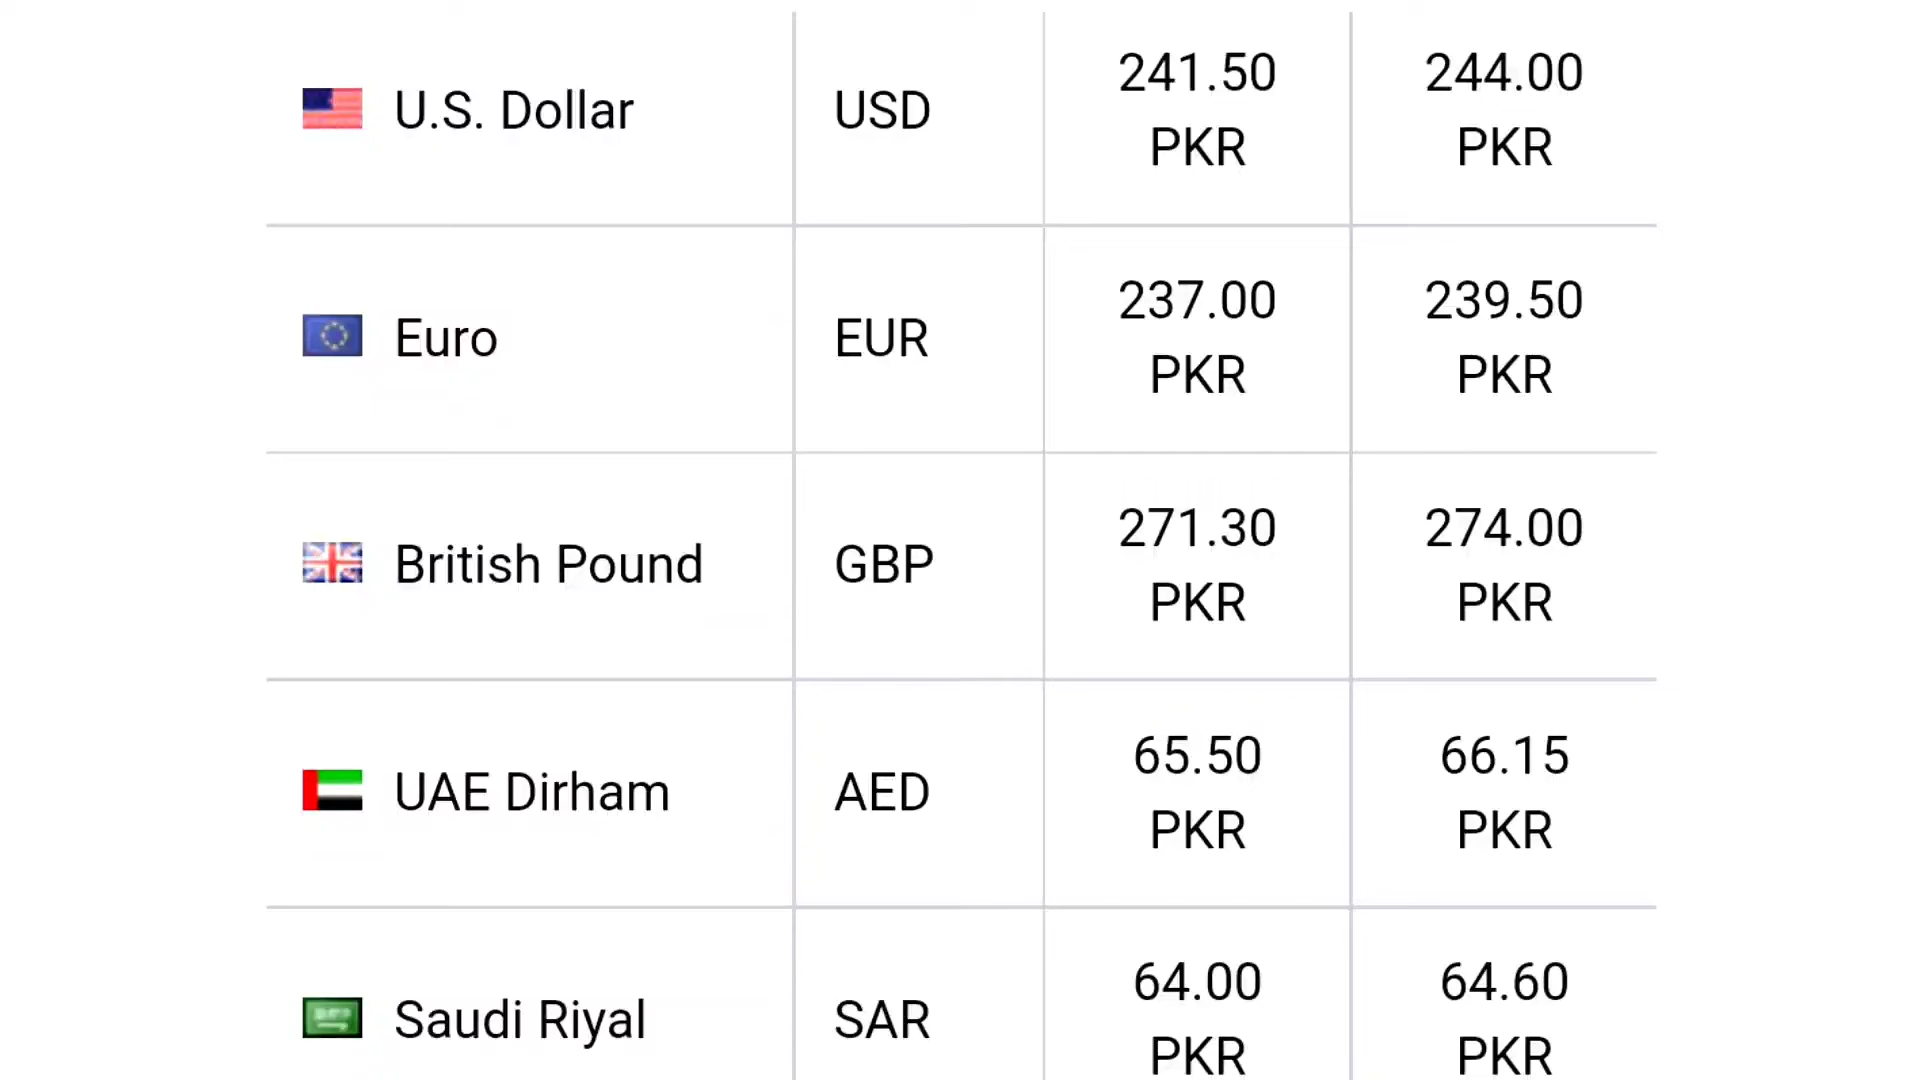 U.S. Dollar USD 241.50 PKR 244.00 PKR
Euro EUR 237.00 PKR 239.50 PKR
British Pound GBP 271.30 PKR 274.00 PKR
UAE Dirham AED 65.50 PKR 66.15 PKR
Saudi Riyal SAR 64.00 PKR 64.60 PKR